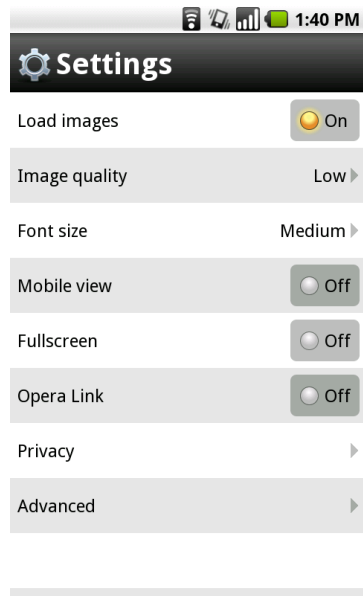 1:40 PM
Settings
Load images On
Image quality Low
Font size Medium
Mobile view Off
Fullscreen Off
Opera Link Off
Privacy
Advanced